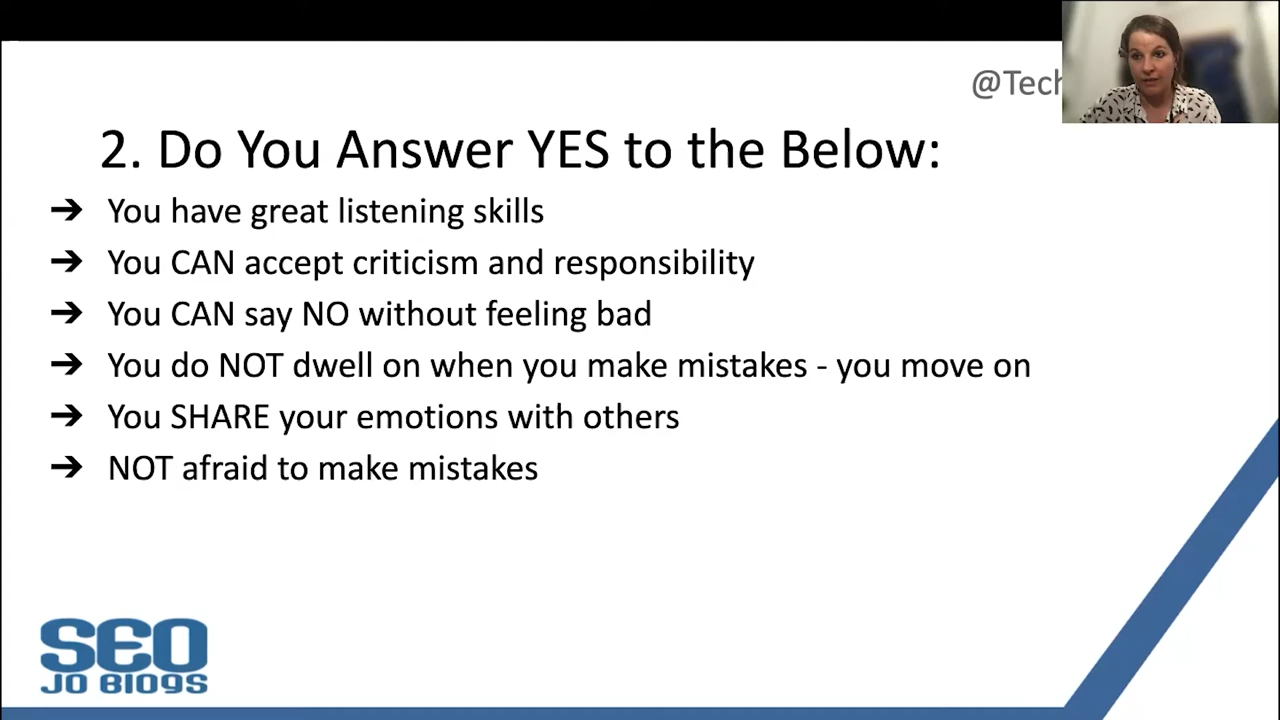 @Tech
2. Do You Answer YES to the Below:
➔ You have great listening skills
➔ You CAN accept criticism and responsibility
➔ You CAN say NO without feeling bad
➔ You do NOT dwell on when you make mistakes - you move on
➔ You SHARE your emotions with others
➔ NOT afraid to make mistakes
SEO
JO BlOgS